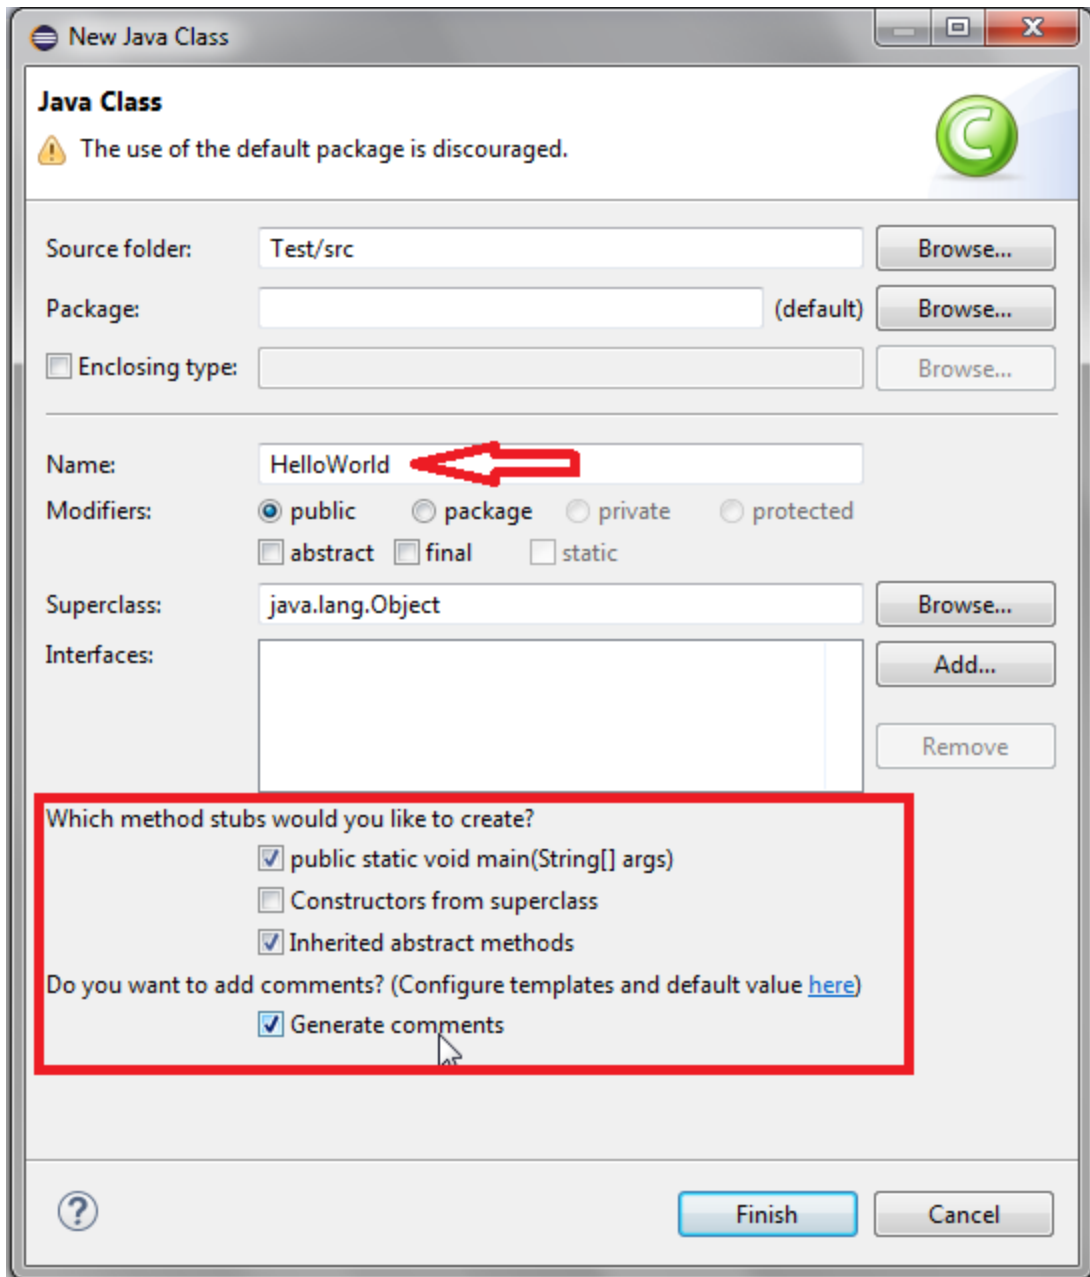 New Java Class
Java Class
The use of the default package is discouraged.
Source folder: Test/src Browse...
Package: (default) Browse...
Enclosing type: Browse...
Name: HelloWorld
Modifiers: public package private protected
abstract final static
Superclass: java.lang.Object Browse...
Interfaces: Add...
Remove
Which method stubs would you like to create?
public static void main(String[] args)
Constructors from superclass
Inherited abstract methods
Do you want to add comments? (Configure templates and default value here)
Generate comments
Finish Cancel